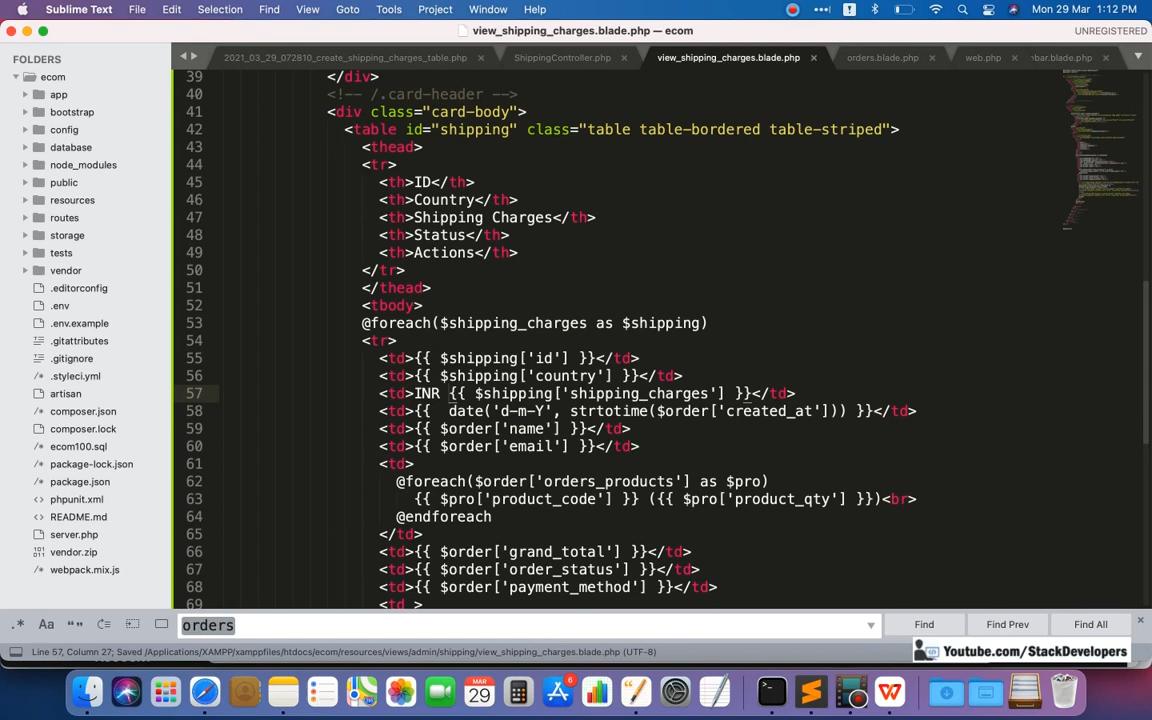 Sublime Text File Edit Selection Find View Goto Tools Project Window Help Mon 29 Mar 1:12 PM
view_shipping_charges.blade.php — ecom UNREGISTERED
2021_03_29_072810_create_shipping_charges_table.php ShippingController.php view_shipping_charges.blade.php orders.blade.php web.php bar.blade.php
FOLDERS
ecom
app
bootstrap
config
database
node_modules
public
resources
routes
storage
tests
vendor
.editorconfig
.env
.env.example
.gitattributes
.gitignore
.styleci.yml
artisan
composer.json
composer.lock
ecom100.sql
package-lock.json
package.json
phpunit.xml
README.md
server.php
vendor.zip
webpack.mix.js
39 </div>
40 <!-- /.card-header -->
41 <div class="card-body">
42 <table id="shipping" class="table table-bordered table-striped">
43 <thead>
44 <tr>
45 <th>ID</th>
46 <th>Country</th>
47 <th>Shipping Charges</th>
48 <th>Status</th>
49 <th>Actions</th>
50 </tr>
51 </thead>
52 <tbody>
53 @foreach($shipping_charges as $shipping)
54 <tr>
55 <td>{{ $shipping['id'] }}</td>
56 <td>{{ $shipping['country'] }}</td>
57 <td>INR {{ $shipping['shipping_charges'] }}</td>
58 <td>{{  date('d-m-Y', strtotime($order['created_at'])) }}</td>
59 <td>{{ $order['name'] }}</td>
60 <td>{{ $order['email'] }}</td>
61 <td>
62 @foreach($order['orders_products'] as $pro)
63 {{ $pro['product_code'] }} ({{ $pro['product_qty'] }})<br>
64 @endforeach
65 </td>
66 <td>{{ $order['grand_total'] }}</td>
67 <td>{{ $order['order_status'] }}</td>
68 <td>{{ $order['payment_method'] }}</td>
69 <td >
.* Aa orders Find Find Prev Find All
Line 57, Column 27; Saved /Applications/XAMPP/xamppfiles/htdocs/ecom/resources/views/admin/shipping/view_shipping_charges.blade.php (UTF-8)
Youtube.com/StackDevelopers
MAR
29
6